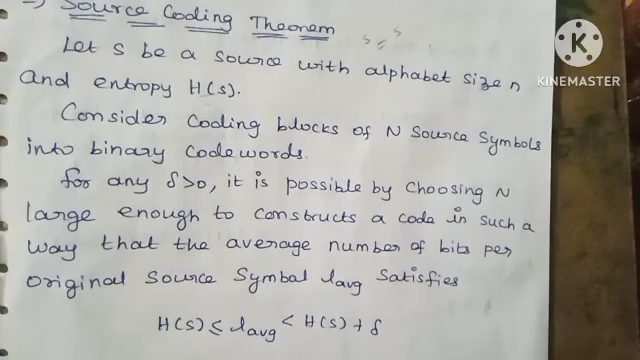 → Source Coding Theorem
Let S be a source with alphabet size n
and entropy H(s).
Consider Coding blocks of N Source Symbols
into binary codewords.
for any δ>0, it is possible by choosing N
large enough to constructs a code in such a
way that the average number of bits per
original Source Symbal lavg Satisfies
H(s) ≤ lavg < H(s) + δ
K
KINEMASTER